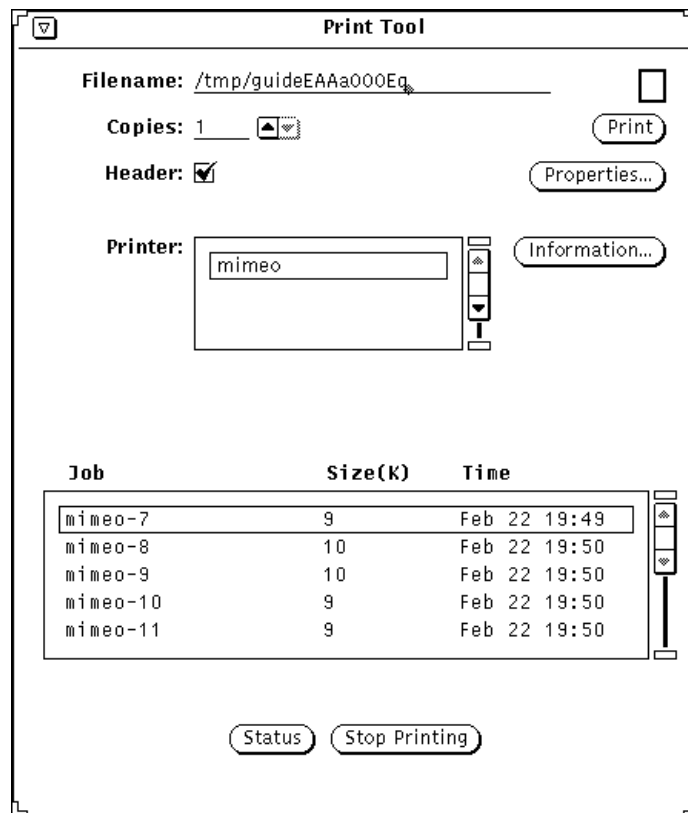 Print Tool
Filename: /tmp/guideEAAa000Eq
Copies: 1
Print
Header:
Properties...
Printer:
mimeo
Information...
Job Size(K) Time
mimeo-7 9 Feb 22 19:49
mimeo-8 10 Feb 22 19:50
mimeo-9 10 Feb 22 19:50
mimeo-10 9 Feb 22 19:50
mimeo-11 9 Feb 22 19:50
Status Stop Printing